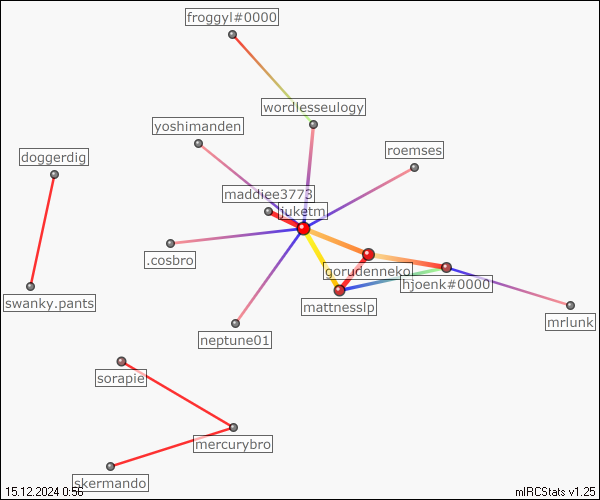 froggyl#0000
wordlesseulogy
yoshimanden
roemses
doggerdig
maddiee3773
juketm
.cosbro
gorudenneko
hjoenk#0000
swanky.pants
mattnesslp
mrlunk
neptune01
sorapie
mercurybro
skermando
15.12.2024 0:56
mIRCStats v1.25